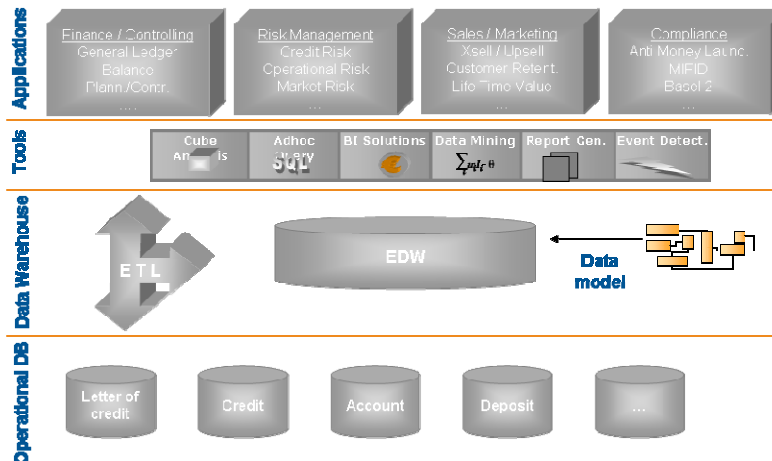 Applications
Finance / Controlling
General Ledger
Balance
Plann./Contr.
...
Risk Management
Credit Risk
Operational Risk
Market Risk
...
Sales / Marketing
Xsell / Upsell
Customer Retent.
Life Time Value
...
Compliance
Anti Money Laund.
MIFID
Basel 2
...
Tools
Cube
Adhoc
SQL
BI Solutions
Data Mining
Report Gen.
Event Detect.
Data Warehouse
E T L
EDW
Data
model
Operational DB
Letter of
credit
Credit
Account
Deposit
...